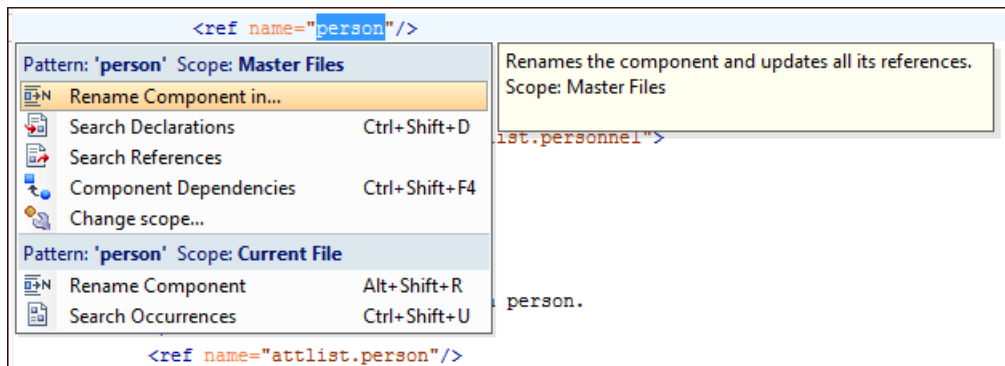 <ref name="person"/>
Pattern: 'person' Scope: Master Files
Rename Component in...
Search Declarations Ctrl+Shift+D
Search References
Component Dependencies Ctrl+Shift+F4
Change scope...
Pattern: 'person' Scope: Current File
Rename Component Alt+Shift+R
Search Occurrences Ctrl+Shift+U
Renames the component and updates all its references.
Scope: Master Files
ist.personnel">
person.
<ref name="attlist.person"/>